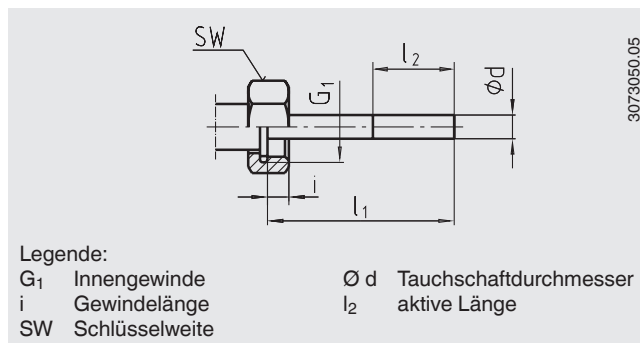 SW
G₁
l₂
Ød
i
l₁
3073050.05
Legende:
G₁ Innengewinde
i Gewindelänge
SW Schlüsselweite
Ø d Tauchschaftdurchmesser
l₂ aktive Länge